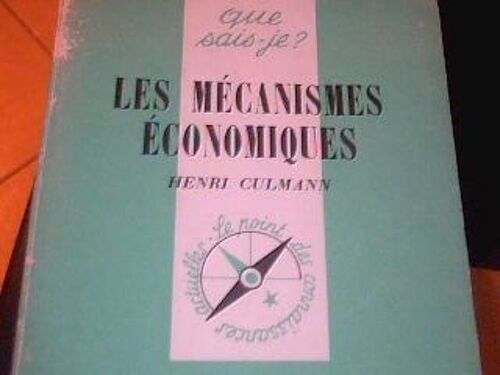 que
sais-je?
LES MÉCANISMES
ÉCONOMIQUES
HENRI CULMANN
Le point des connaissances actuelles.